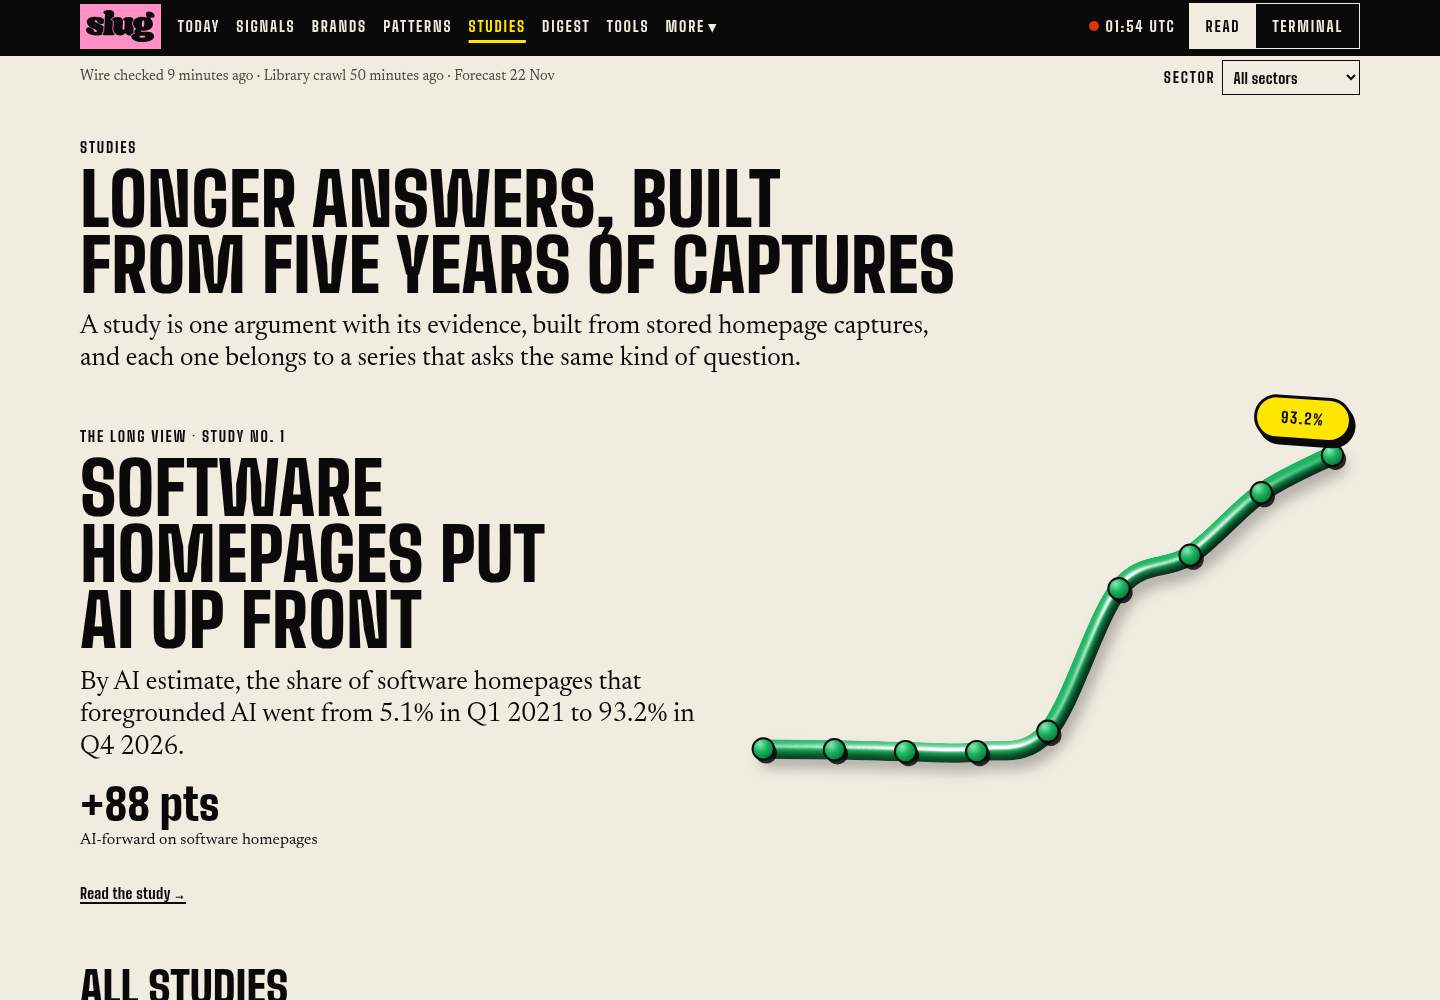 slug TODAY SIGNALS BRANDS PATTERNS STUDIES DIGEST TOOLS MORE ▾ 01:54 UTC READ TERMINAL
Wire checked 9 minutes ago · Library crawl 50 minutes ago · Forecast 22 Nov SECTOR All sectors
STUDIES
LONGER ANSWERS, BUILT
FROM FIVE YEARS OF CAPTURES
A study is one argument with its evidence, built from stored homepage captures,
and each one belongs to a series that asks the same kind of question.
93.2%
THE LONG VIEW · STUDY NO. 1
SOFTWARE
HOMEPAGES PUT
AI UP FRONT
By AI estimate, the share of software homepages that
foregrounded AI went from 5.1% in Q1 2021 to 93.2% in
Q4 2026.
+88 pts
AI-forward on software homepages
Read the study →
ALL STUDIES